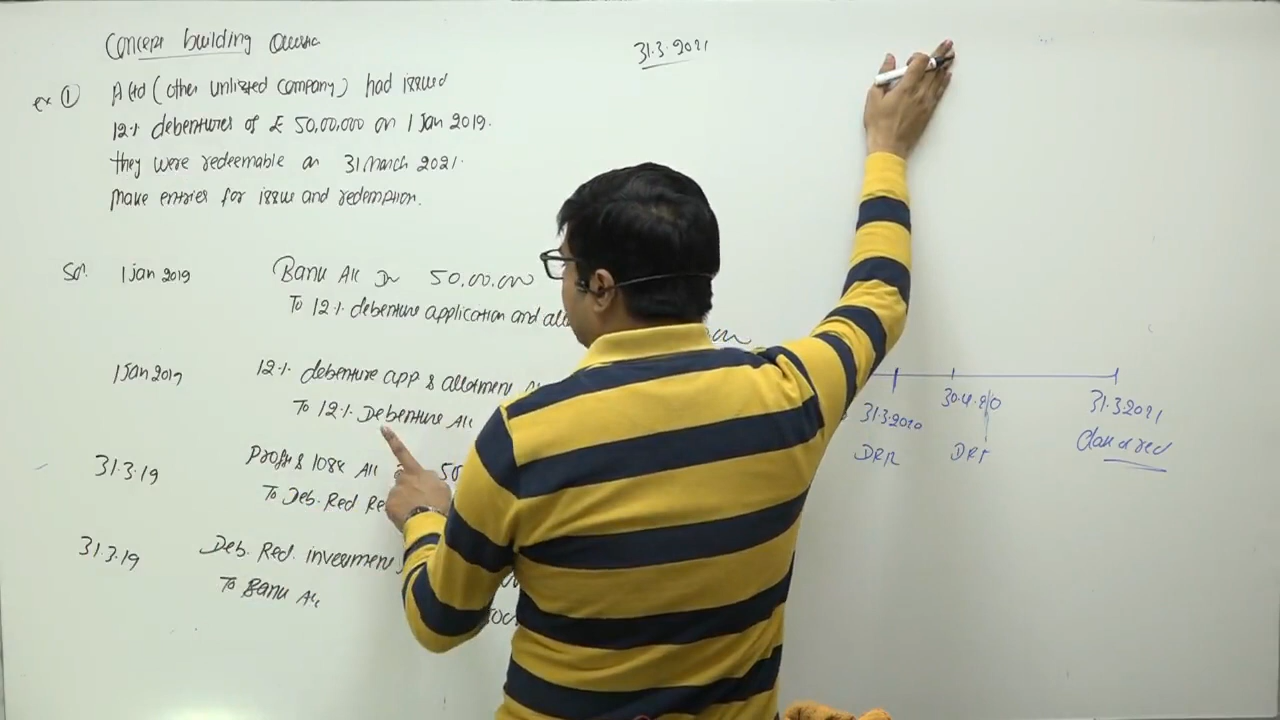 Concept building Questi
31.3.2021
ex ① A ltd (other unlisted company) had issued
12% debentures of ₤ 50,00,000 on 1 Jan 2019.
they were redeemable on 31 March 2021.
Make entries for issue and redemption.
Sol. 1 Jan 2019 Bank A/c Dr 50,00,000
To 12% debenture application and allo
1 Jan 2019 12% debenture app & allotment A/c
To 12% Debenture A/c
31.3.19 Profit & loss A/c 50
To Deb. Red Re
31.3.19 Deb. Red. investment
To Bank A/c
31.3.2020 30.4.20 31.3.2021
DRR DRI